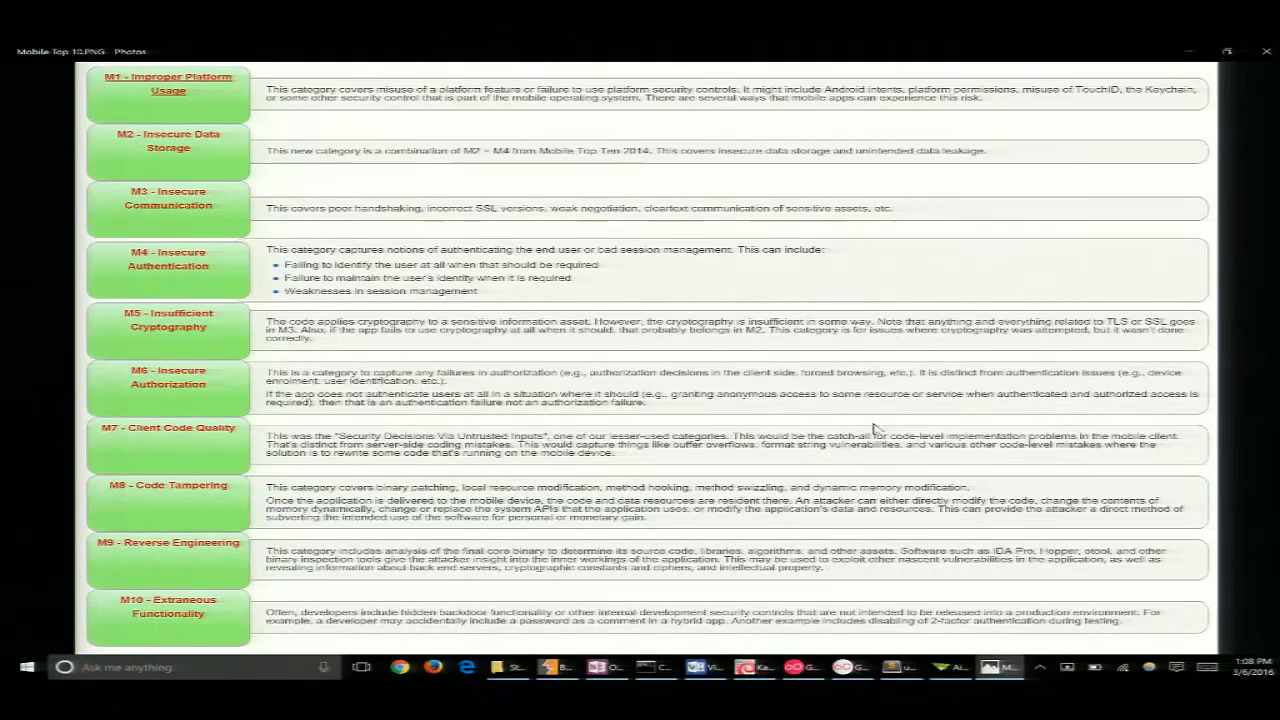 Mobile Top 10.PNG - Photos
M1 - Improper Platform
Usage
This category covers misuse of a platform feature or failure to use platform security controls. It might include Android intents, platform permissions, misuse of TouchID, the Keychain,
or some other security control that is part of the mobile operating system. There are several ways that mobile apps can experience this risk.
M2 - Insecure Data
Storage
This new category is a combination of M2 + M4 from Mobile Top Ten 2014. This covers insecure data storage and unintended data leakage.
M3 - Insecure
Communication
This covers poor handshaking, incorrect SSL versions, weak negotiation, cleartext communication of sensitive assets, etc.
M4 - Insecure
Authentication
This category captures notions of authenticating the end user or bad session management. This can include:
• Failing to identify the user at all when that should be required
• Failure to maintain the user's identity when it is required
• Weaknesses in session management
M5 - Insufficient
Cryptography
The code applies cryptography to a sensitive information asset. However, the cryptography is insufficient in some way. Note that anything and everything related to TLS or SSL goes
in M3. Also, if the app fails to use cryptography at all when it should, that probably belongs in M2. This category is for issues where cryptography was attempted, but it wasn't done
correctly.
M6 - Insecure
Authorization
This is a category to capture any failures in authorization (e.g., authorization decisions in the client side, forced browsing, etc.). It is distinct from authentication issues (e.g., device
enrolment, user identification, etc.).
If the app does not authenticate users at all in a situation where it should (e.g., granting anonymous access to some resource or service when authenticated and authorized access is
required), then that is an authentication failure not an authorization failure.
M7 - Client Code Quality
This was the "Security Decisions Via Untrusted Inputs", one of our lesser-used categories. This would be the catch-all for code-level implementation problems in the mobile client.
That's distinct from server-side coding mistakes. This would capture things like buffer overflows, format string vulnerabilities, and various other code-level mistakes where the
solution is to rewrite some code that's running on the mobile device.
M8 - Code Tampering
This category covers binary patching, local resource modification, method hooking, method swizzling, and dynamic memory modification.
Once the application is delivered to the mobile device, the code and data resources are resident there. An attacker can either directly modify the code, change the contents of
memory dynamically, change or replace the system APIs that the application uses, or modify the application's data and resources. This can provide the attacker a direct method of
subverting the intended use of the software for personal or monetary gain.
M9 - Reverse Engineering
This category includes analysis of the final core binary to determine its source code, libraries, algorithms, and other assets. Software such as IDA Pro, Hopper, otool, and other
binary inspection tools give the attacker insight into the inner workings of the application. This may be used to exploit other nascent vulnerabilities in the application, as well as
revealing information about back end servers, cryptographic constants and ciphers, and intellectual property.
M10 - Extraneous
Functionality
Often, developers include hidden backdoor functionality or other internal development security controls that are not intended to be released into a production environment. For
example, a developer may accidentally include a password as a comment in a hybrid app. Another example includes disabling of 2-factor authentication during testing.
Ask me anything
St...
B...
O...
C...
Vi...
Ka...
G...
G...
u...
Ai...
M...
1:08 PM
3/6/2016